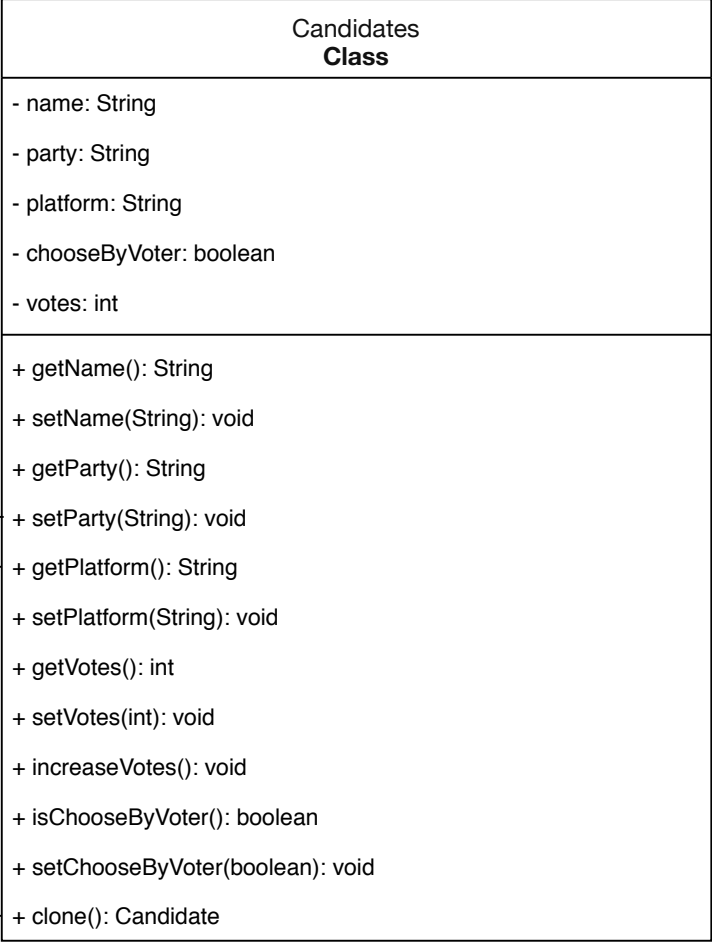 Candidates
Class
- name: String
- party: String
- platform: String
- chooseByVoter: boolean
- votes: int
+ getName(): String
+ setName(String): void
+ getParty(): String
+ setParty(String): void
+ getPlatform(): String
+ setPlatform(String): void
+ getVotes(): int
+ setVotes(int): void
+ increaseVotes(): void
+ isChooseByVoter(): boolean
+ setChooseByVoter(boolean): void
+ clone(): Candidate